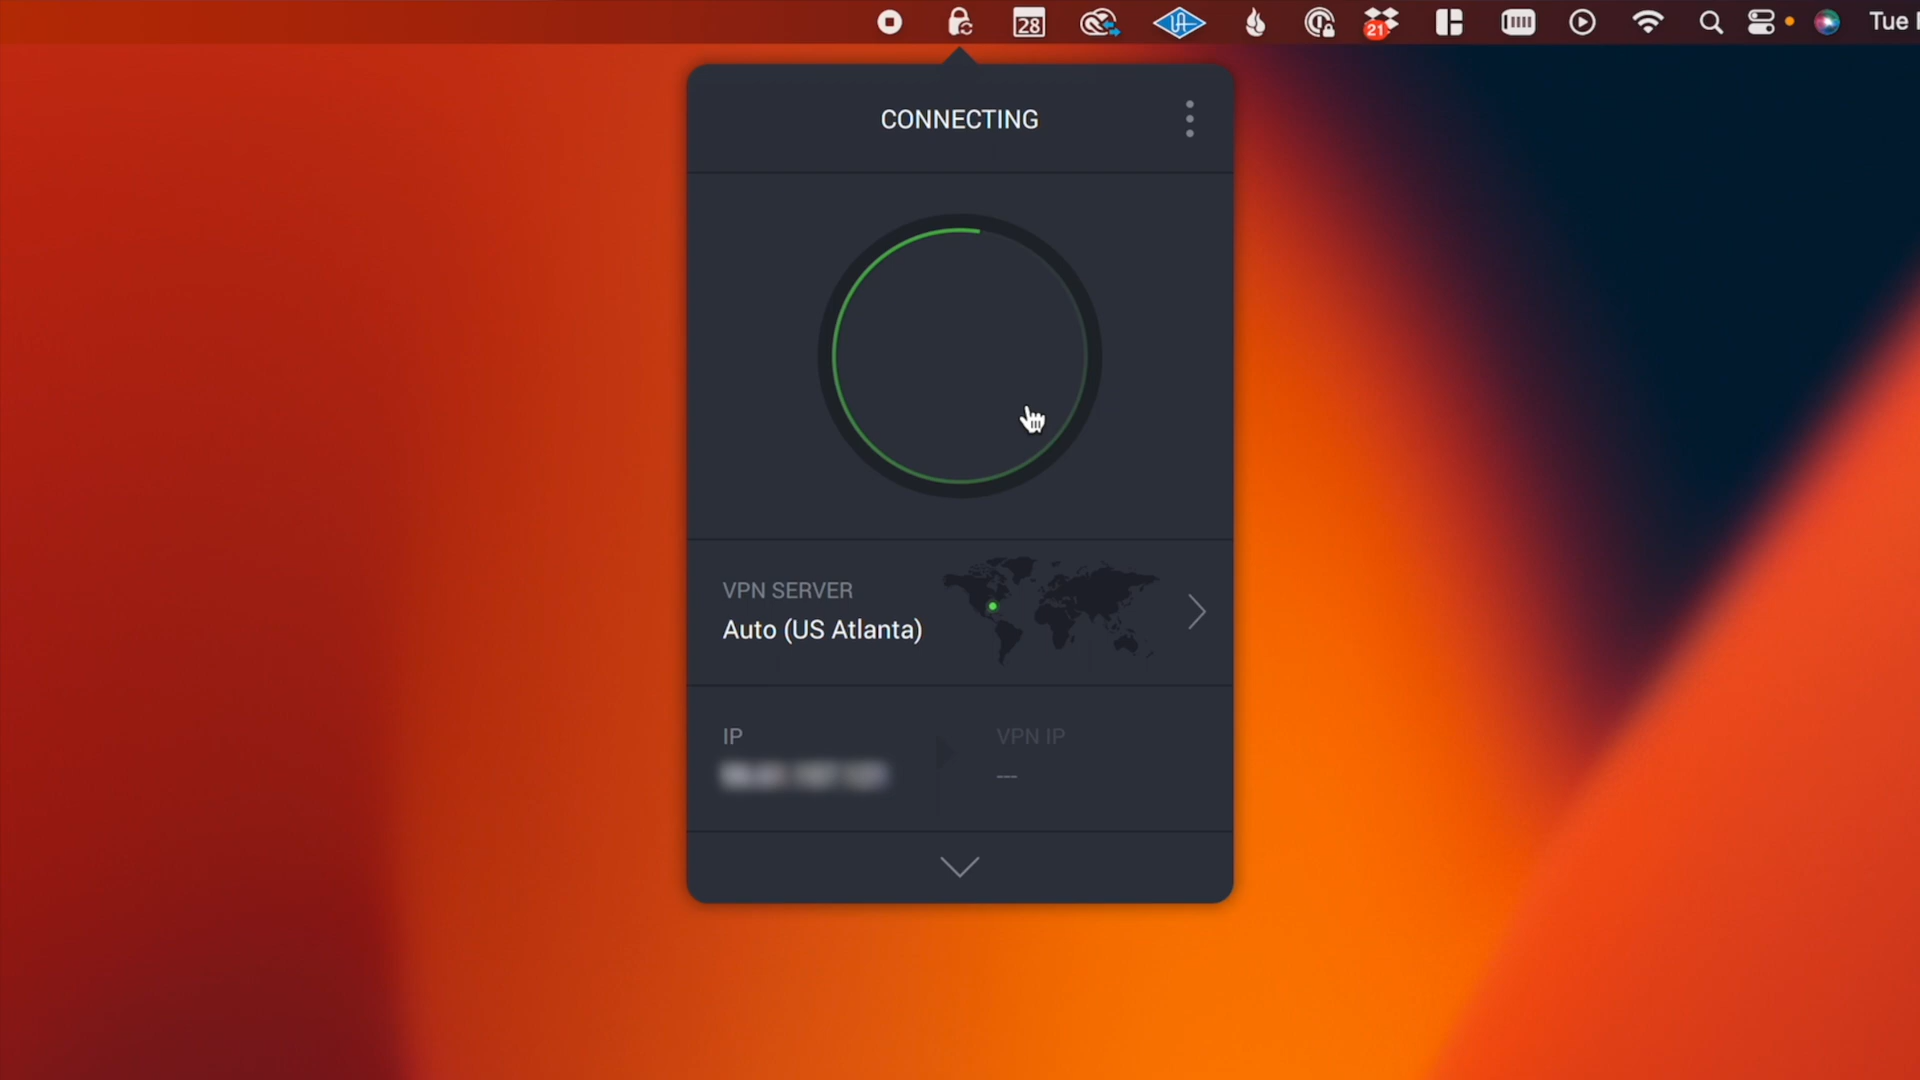 28
21
Tue
CONNECTING
VPN SERVER
Auto (US Atlanta)
IP
VPN IP
---